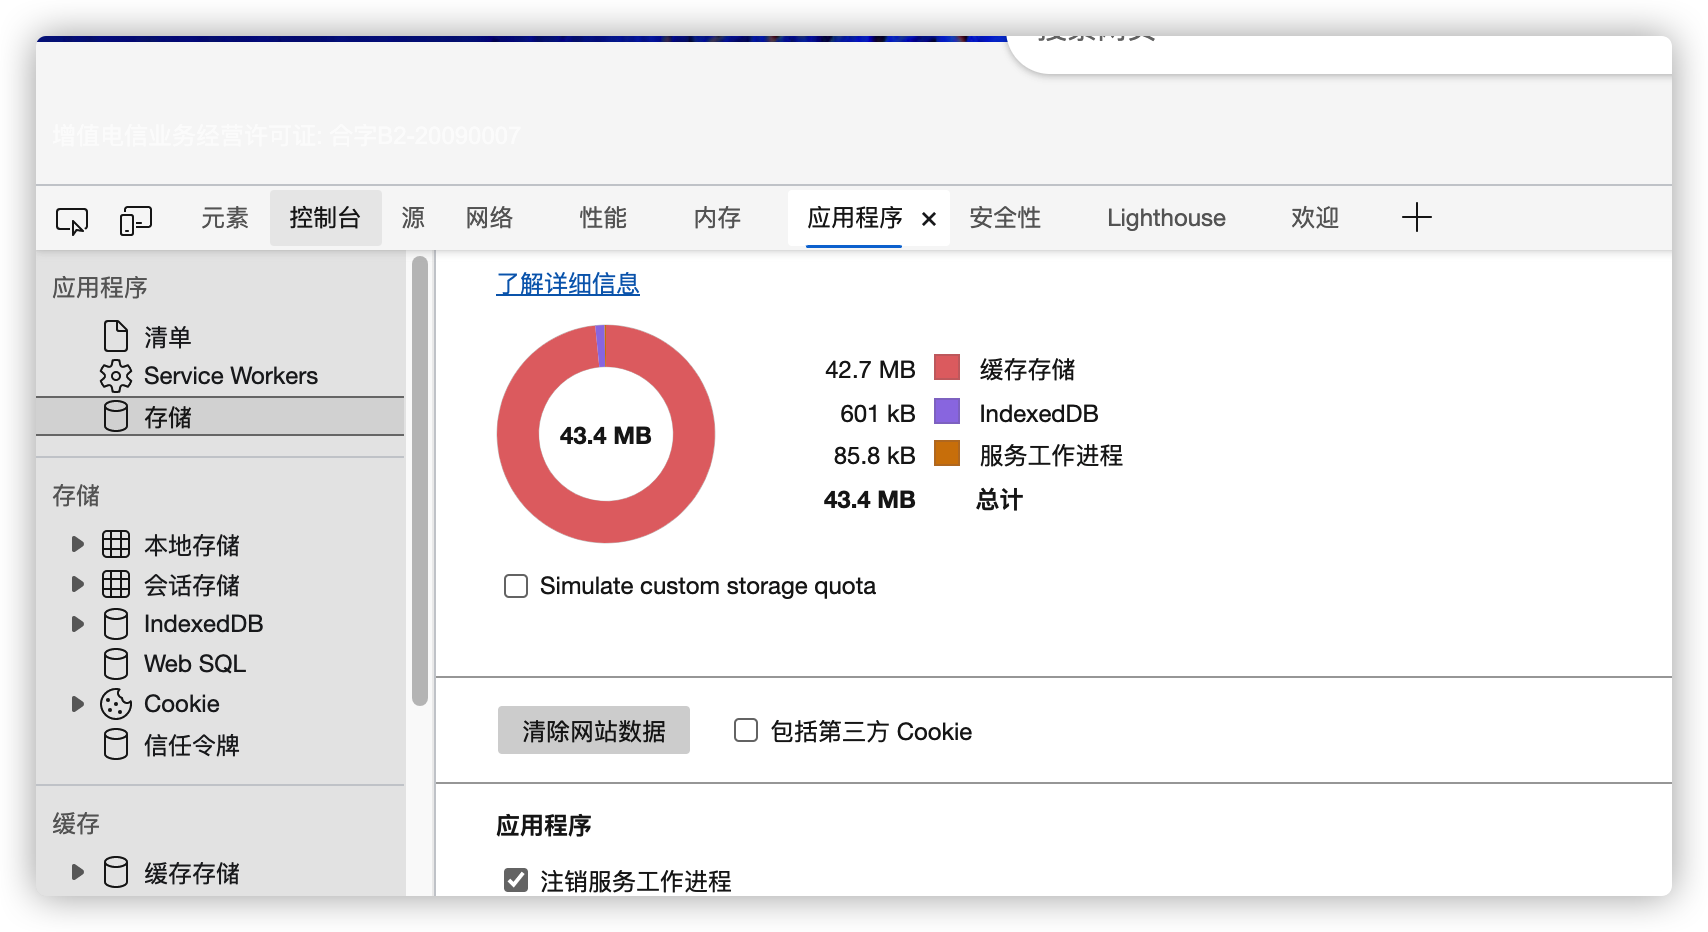 搜索网页
增值电信业务经营许可证: 合字B2-20090007
元素 控制台 源 网络 性能 内存 应用程序 × 安全性 Lighthouse 欢迎 +
应用程序
清单
Service Workers
存储
存储
本地存储
会话存储
IndexedDB
Web SQL
Cookie
信任令牌
缓存
缓存存储
了解详细信息
43.4 MB
42.7 MB 缓存存储
601 kB IndexedDB
85.8 kB 服务工作进程
43.4 MB 总计
Simulate custom storage quota
清除网站数据 包括第三方 Cookie
应用程序
注销服务工作进程